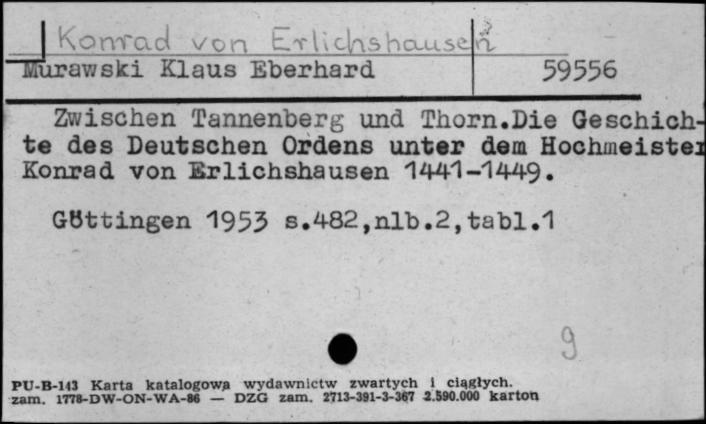 Konrad von Erlichshausen
Murawski Klaus Eberhard 59556
Zwischen Tannenberg und Thorn.Die Geschich-
te des Deutschen Ordens unter dem Hochmeister
Konrad von Erlichshausen 1441-1449.
Göttingen 1953 s.482,nlb.2,tabl.1
9
PU-B-143 Karta katalogowa wydawnictw zwartych i ciągłych.
zam. 1778-DW-ON-WA-86 — DZG zam. 2713-391-3-367 2.590.000 karton